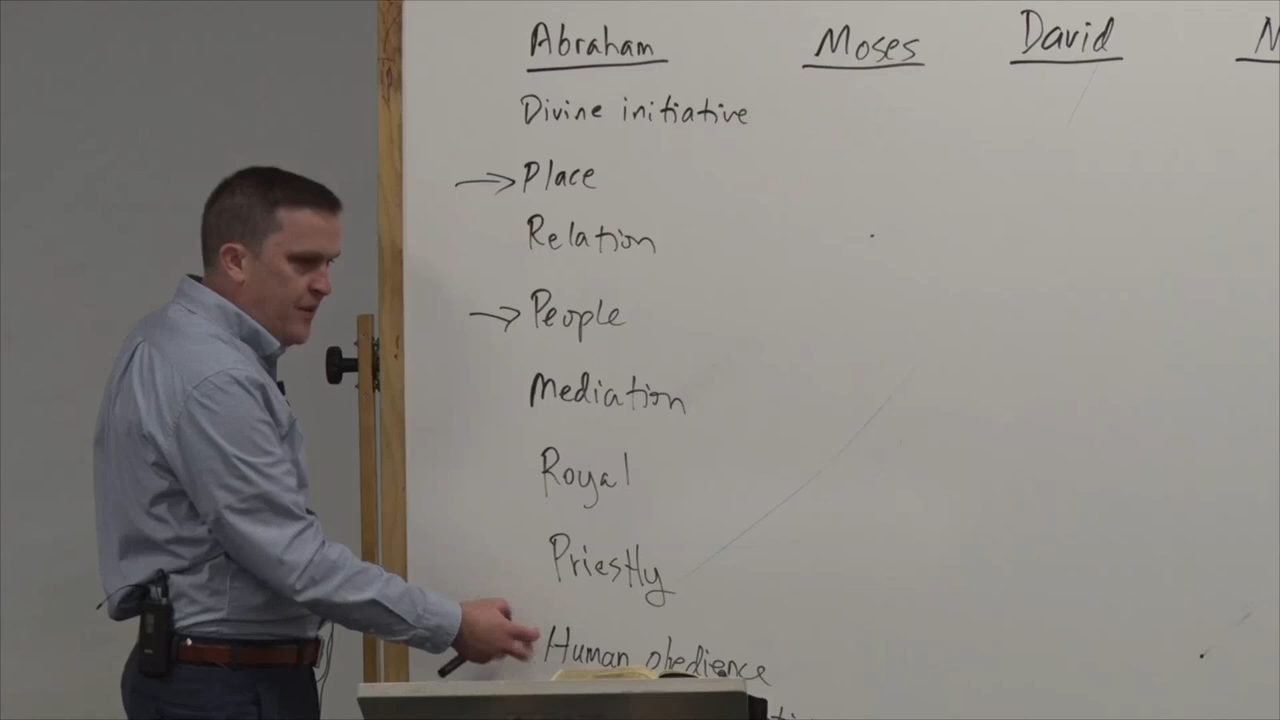 Abraham Moses David N
Divine initiative
→ Place
Relation
→ People
Mediation
Royal
Priestly
Human obedience